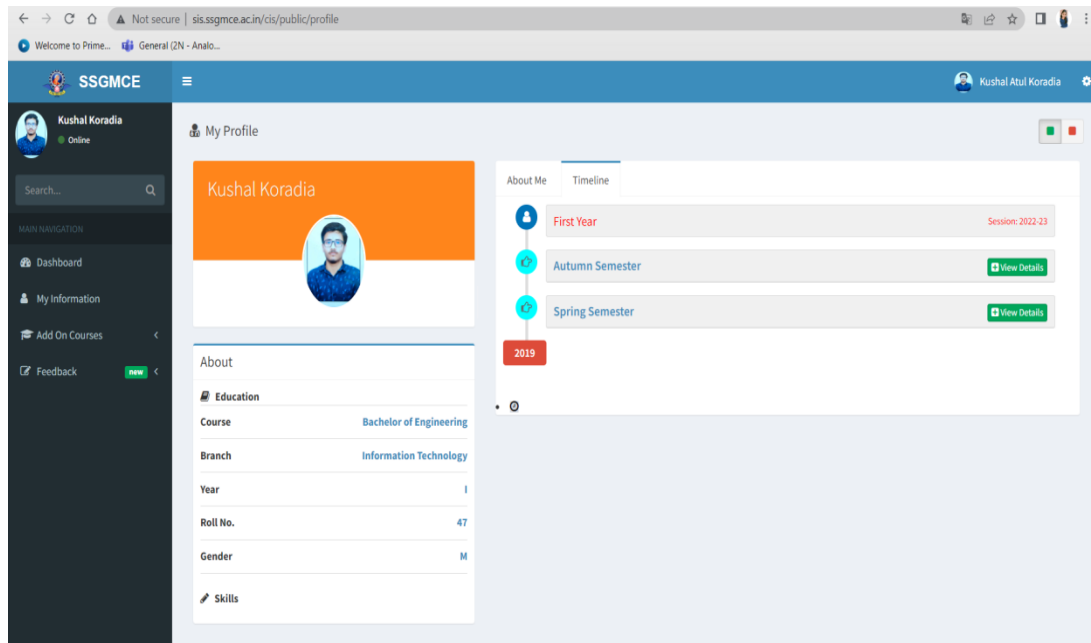 Not secure | sis.ssgmce.ac.in/cis/public/profile
Welcome to Prime... General (2N - Analo...
SSGMCE
Kushal Atul Koradia
Kushal Koradia
Online
Search...
MAIN NAVIGATION
Dashboard
My Information
Add On Courses
Feedback new
My Profile
Kushal Koradia
About
Education
Course Bachelor of Engineering
Branch Information Technology
Year I
Roll No. 47
Gender M
Skills
About Me Timeline
First Year Session: 2022-23
Autumn Semester View Details
Spring Semester View Details
2019